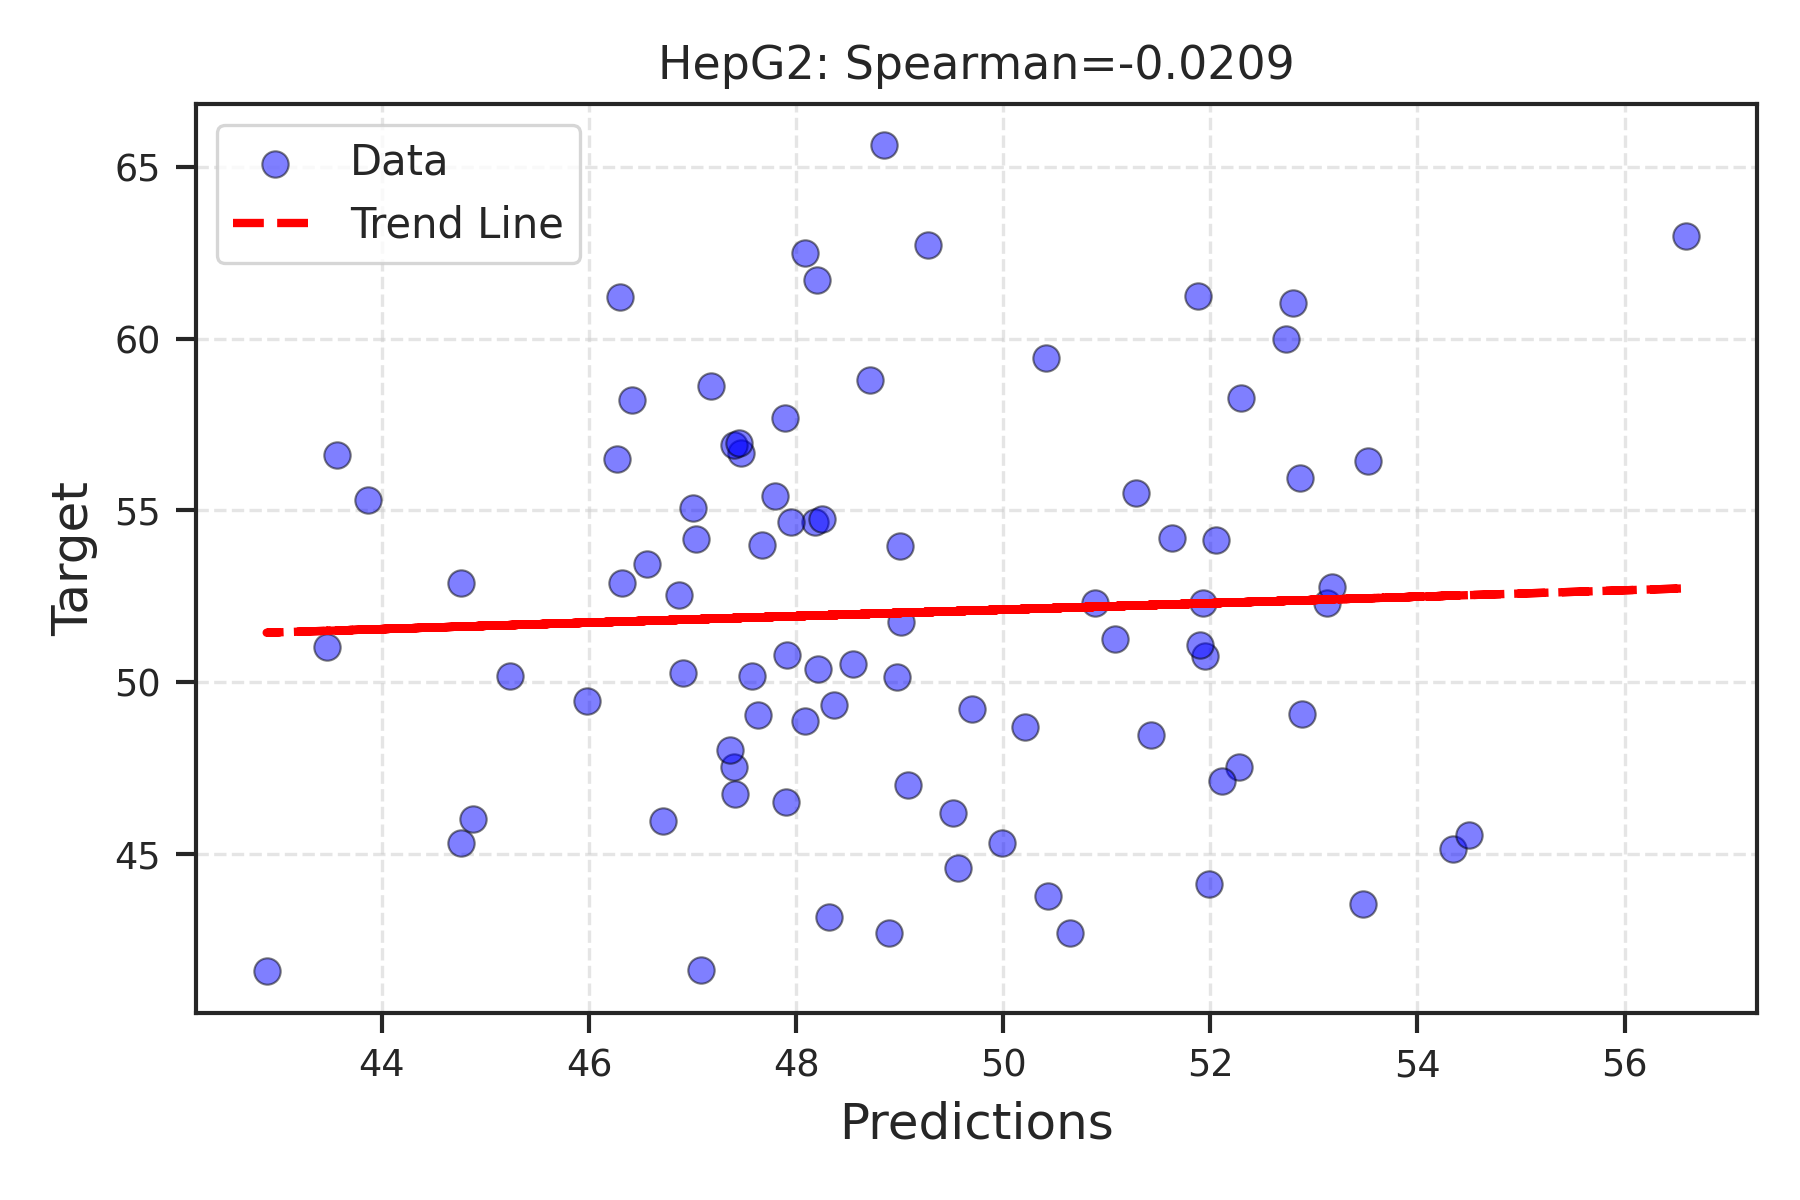 HepG2: Spearman=-0.0209
Data
Trend Line
65
60
55
50
45
Target
44 46 48 50 52 54 56
Predictions